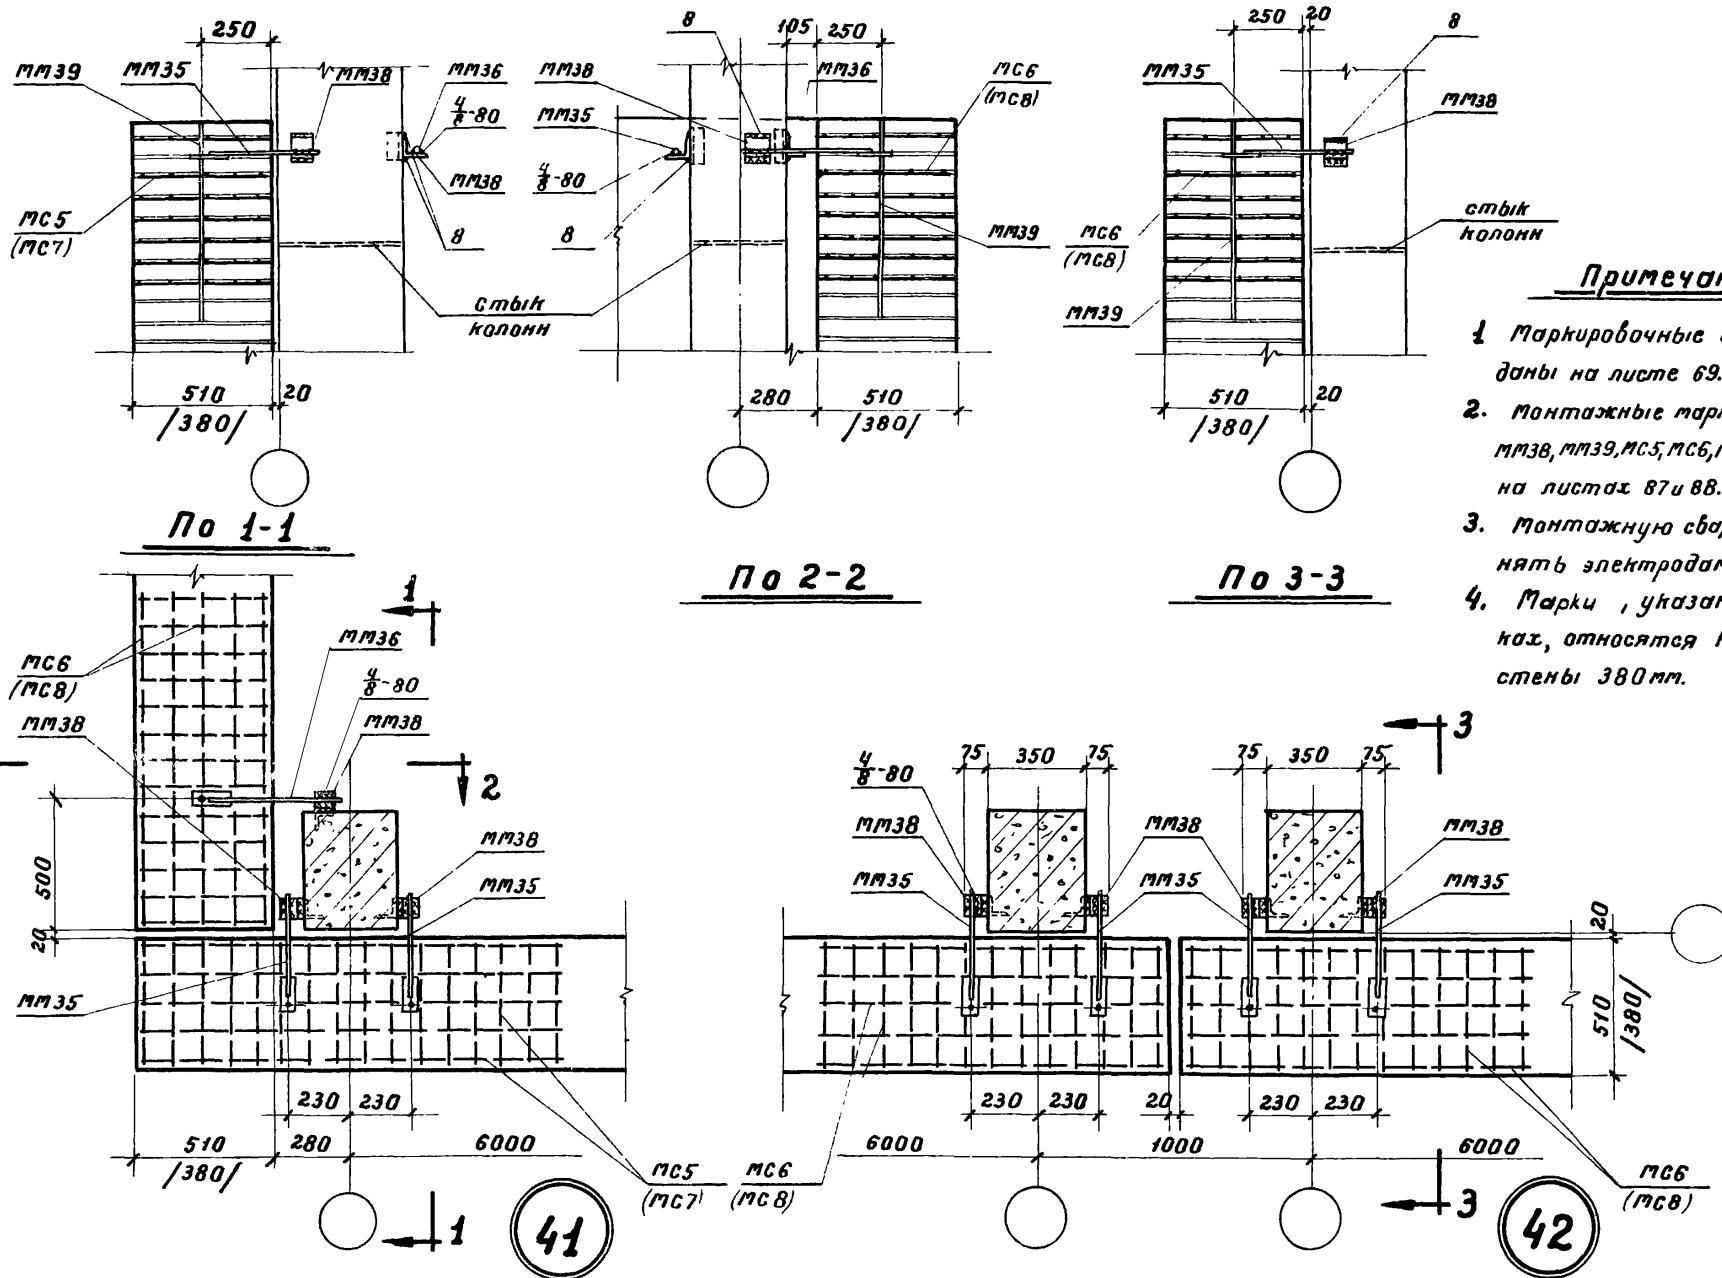 250
8
105 250
250 20
8
мм39
мм35
мм38
мм36
4/8-80
мм38
8
мм38
мм35
4/8-80
8
мм36
мс6
(мс8)
мм39
мм35
мм38
мс5
(мс7)
мс6
(мс8)
мм39
стык
колонн
стык
колонн
510
/380/
20
280
510
/380/
510
/380/
20
По 1-1
По 2-2
По 3-3
1 Маркировочные
даны на листе 69.
2. Монтажные
мм38, мм39, мс5, мс6,
на листах 87 и 88.
3. Монтажную
нять
4. Марки,
ках, относятся
стены 380 мм.
1
мм36
мс6
(мс8)
4/8-80
мм38
мм38
2
500
20
мм38
мм35
мм35
230 230
510
/380/
280
6000
мс5
(мс7)
1
41
3
75 350 75
75 350 75
4/8-80
мм38
мм38
мм38
мм35
мм35
мм35
20
510
/380/
230 230 20 230 230
6000
1000
6000
мс6
(мс8)
мс6
(мс8)
3
42